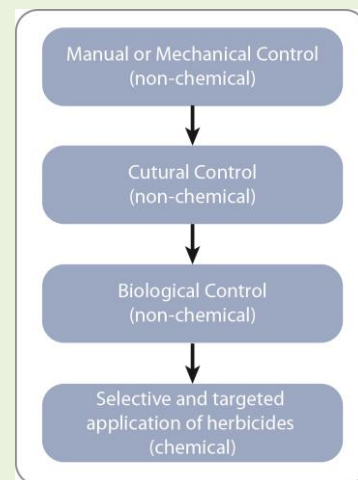 Manual or Mechanical Control
(non-chemical)
Cutural Control
(non-chemical)
Biological Control
(non-chemical)
Selective and targeted
application of herbicides
(chemical)